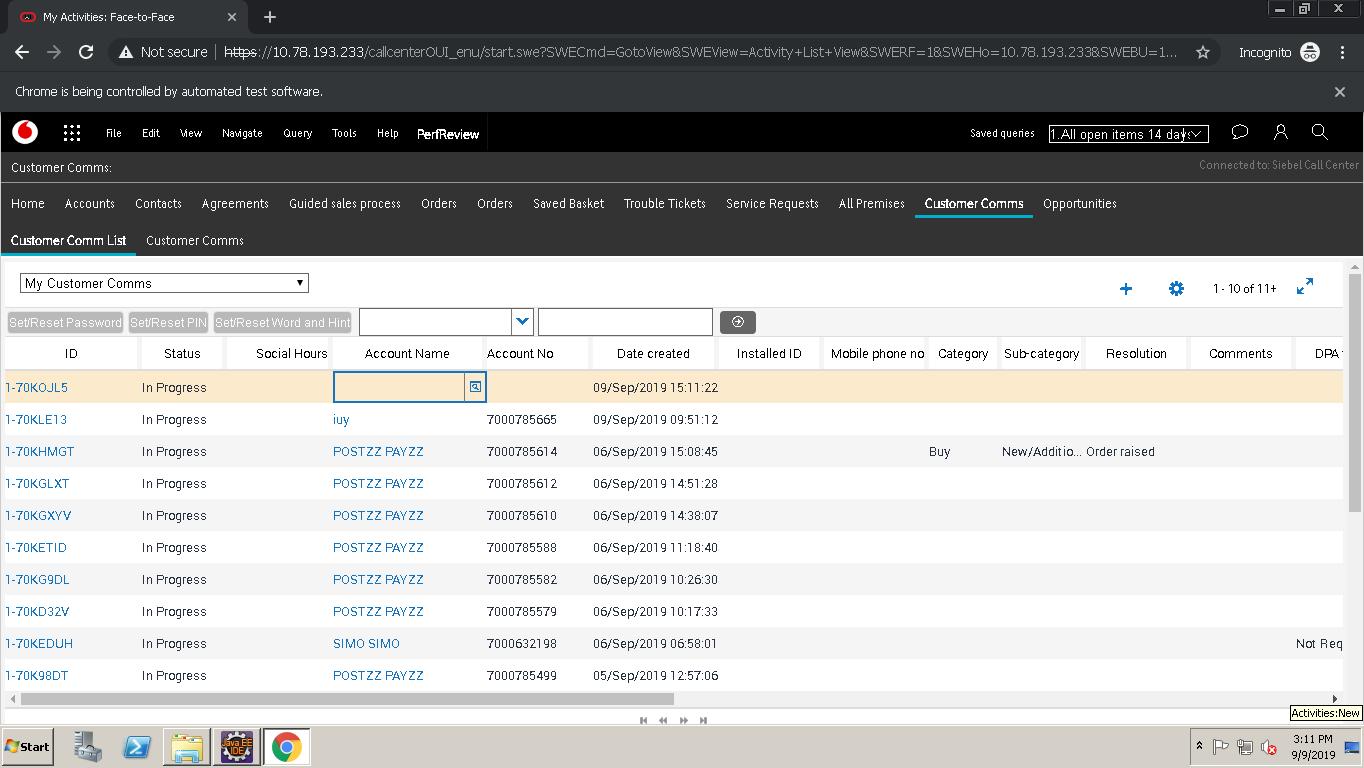 My Activities: Face-to-Face
Not secure https://10.78.193.233/callcenterOUI_enu/start.swe?SWECmd=GotoView&SWEView=Activity+List+View&SWERF=1&SWEHo=10.78.193.233&SWEBU=1... Incognito
Chrome is being controlled by automated test software.
File Edit View Navigate Query Tools Help PerfReview Saved queries 1.All open items 14 days
Customer Comms: Connected to: Siebel Call Center
Home Accounts Contacts Agreements Guided sales process Orders Orders Saved Basket Trouble Tickets Service Requests All Premises Customer Comms Opportunities
Customer Comm List Customer Comms
My Customer Comms 1 - 10 of 11+
Set/Reset Password Set/Reset PIN Set/Reset Word and Hint
ID Status Social Hours Account Name Account No Date created Installed ID Mobile phone no Category Sub-category Resolution Comments DPA
1-70KOJL5 In Progress 09/Sep/2019 15:11:22
1-70KLE13 In Progress iuy 7000785665 09/Sep/2019 09:51:12
1-70KHMGT In Progress POSTZZ PAYZZ 7000785614 06/Sep/2019 15:08:45 Buy New/Additio... Order raised
1-70KGLXT In Progress POSTZZ PAYZZ 7000785612 06/Sep/2019 14:51:28
1-70KGXYV In Progress POSTZZ PAYZZ 7000785610 06/Sep/2019 14:38:07
1-70KETID In Progress POSTZZ PAYZZ 7000785588 06/Sep/2019 11:18:40
1-70KG9DL In Progress POSTZZ PAYZZ 7000785582 06/Sep/2019 10:26:30
1-70KD32V In Progress POSTZZ PAYZZ 7000785579 06/Sep/2019 10:17:33
1-70KEDUH In Progress SIMO SIMO 7000632198 06/Sep/2019 06:58:01 Not Req
1-70K98DT In Progress POSTZZ PAYZZ 7000785499 05/Sep/2019 12:57:06
Activities:New
Start Java EE IDE 3:11 PM
9/9/2019